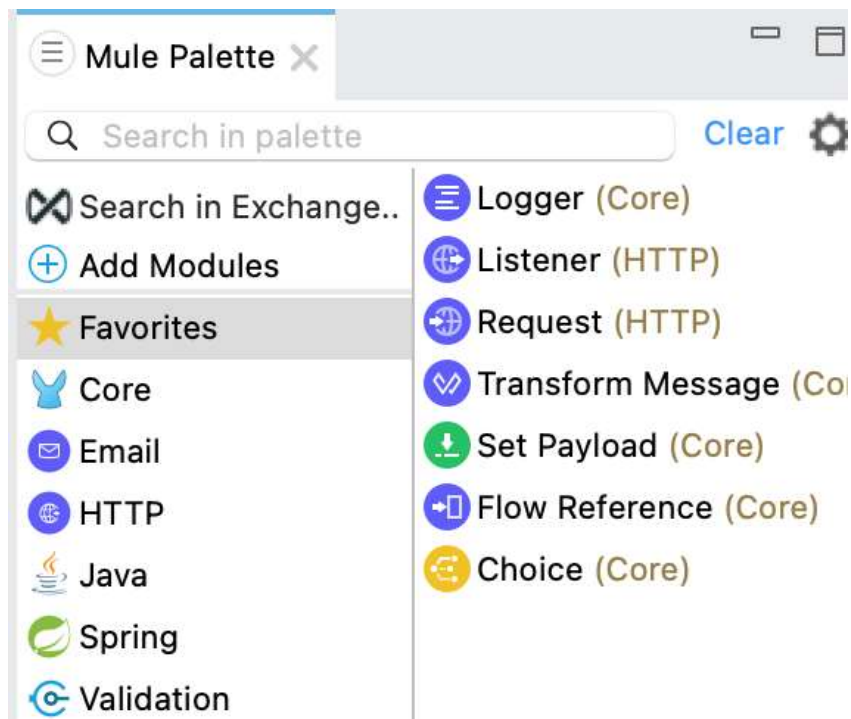 Mule Palette
Search in palette
Clear
Search in Exchange..
Add Modules
Favorites
Core
Email
HTTP
Java
Spring
Validation
Logger (Core)
Listener (HTTP)
Request (HTTP)
Transform Message (Cor
Set Payload (Core)
Flow Reference (Core)
Choice (Core)